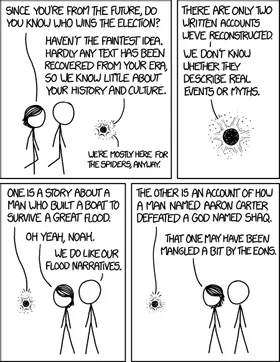 SINCE YOU'RE FROM THE FUTURE, DO
YOU KNOW WHO WINS THE ELECTION?
HAVEN'T THE FAINTEST IDEA.
HARDLY ANY TEXT HAS BEEN
RECOVERED FROM YOUR ERA,
SO WE KNOW LITTLE ABOUT
YOUR HISTORY AND CULTURE.
WE'RE MOSTLY HERE FOR
THE SPIDERS, ANYWAY.
THERE ARE ONLY TWO
WRITTEN ACCOUNTS
WE'VE RECONSTRUCTED.
WE DON'T KNOW
WHETHER THEY
DESCRIBE REAL
EVENTS OR MYTHS.
ONE IS A STORY ABOUT A
MAN WHO BUILT A BOAT TO
SURVIVE A GREAT FLOOD.
OH YEAH, NOAH.
WE DO LIKE OUR
FLOOD NARRATIVES.
THE OTHER IS AN ACCOUNT OF HOW
A MAN NAMED AARON CARTER
DEFEATED A GOD NAMED SHAQ.
THAT ONE MAY HAVE BEEN
MANGLED A BIT BY THE EONS.